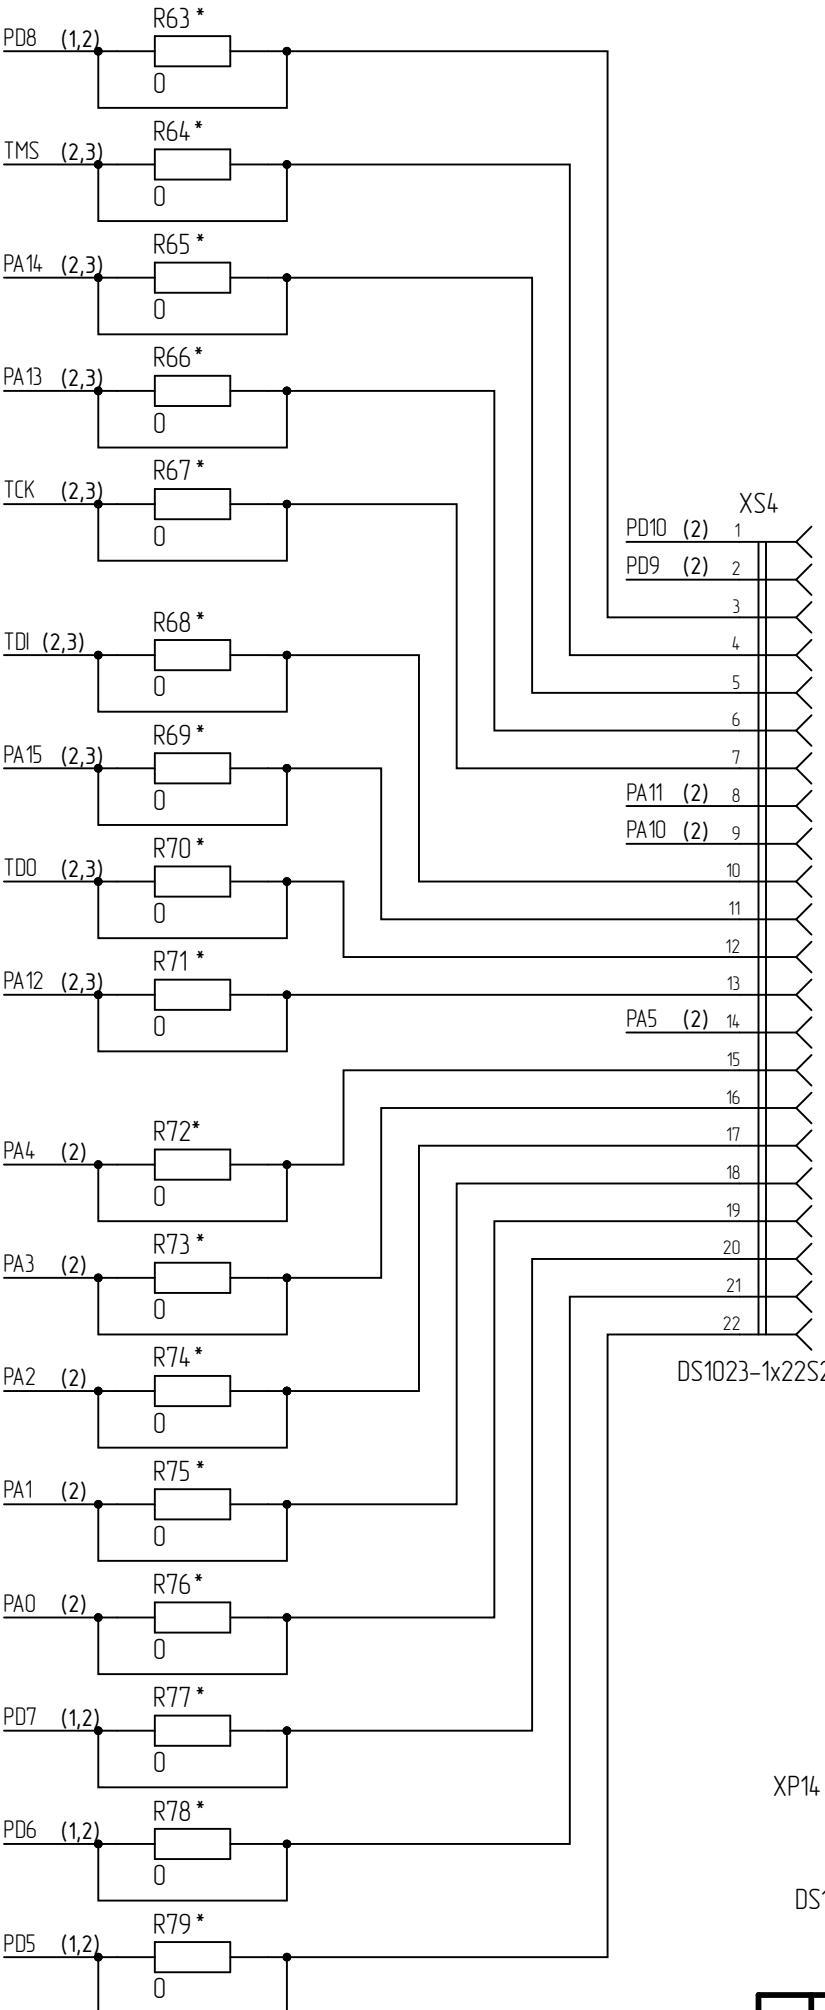 R63 *
PD8 (1,2)
0
R64 *
TMS (2,3)
0
R65 *
PA14 (2,3)
0
R66 *
PA13 (2,3)
0
R67 *
TCK (2,3)
0
XS4
PD10 (2) 1
PD9 (2) 2
3
R68 *
TDI (2,3)
0
4
5
6
R69 *
PA15 (2,3)
0
7
PA11 (2) 8
PA10 (2) 9
R70 *
TDO (2,3)
0
10
11
12
R71 *
PA12 (2,3)
0
13
PA5 (2) 14
15
16
R72*
PA4 (2)
0
17
18
19
R73 *
PA3 (2)
0
20
21
22
R74 *
PA2 (2)
0
DS1023-1x22S2
R75 *
PA1 (2)
0
R76 *
PA0 (2)
0
R77 *
PD7 (1,2)
0
XP14
R78 *
PD6 (1,2)
0
DS1
R79 *
PD5 (1,2)
0